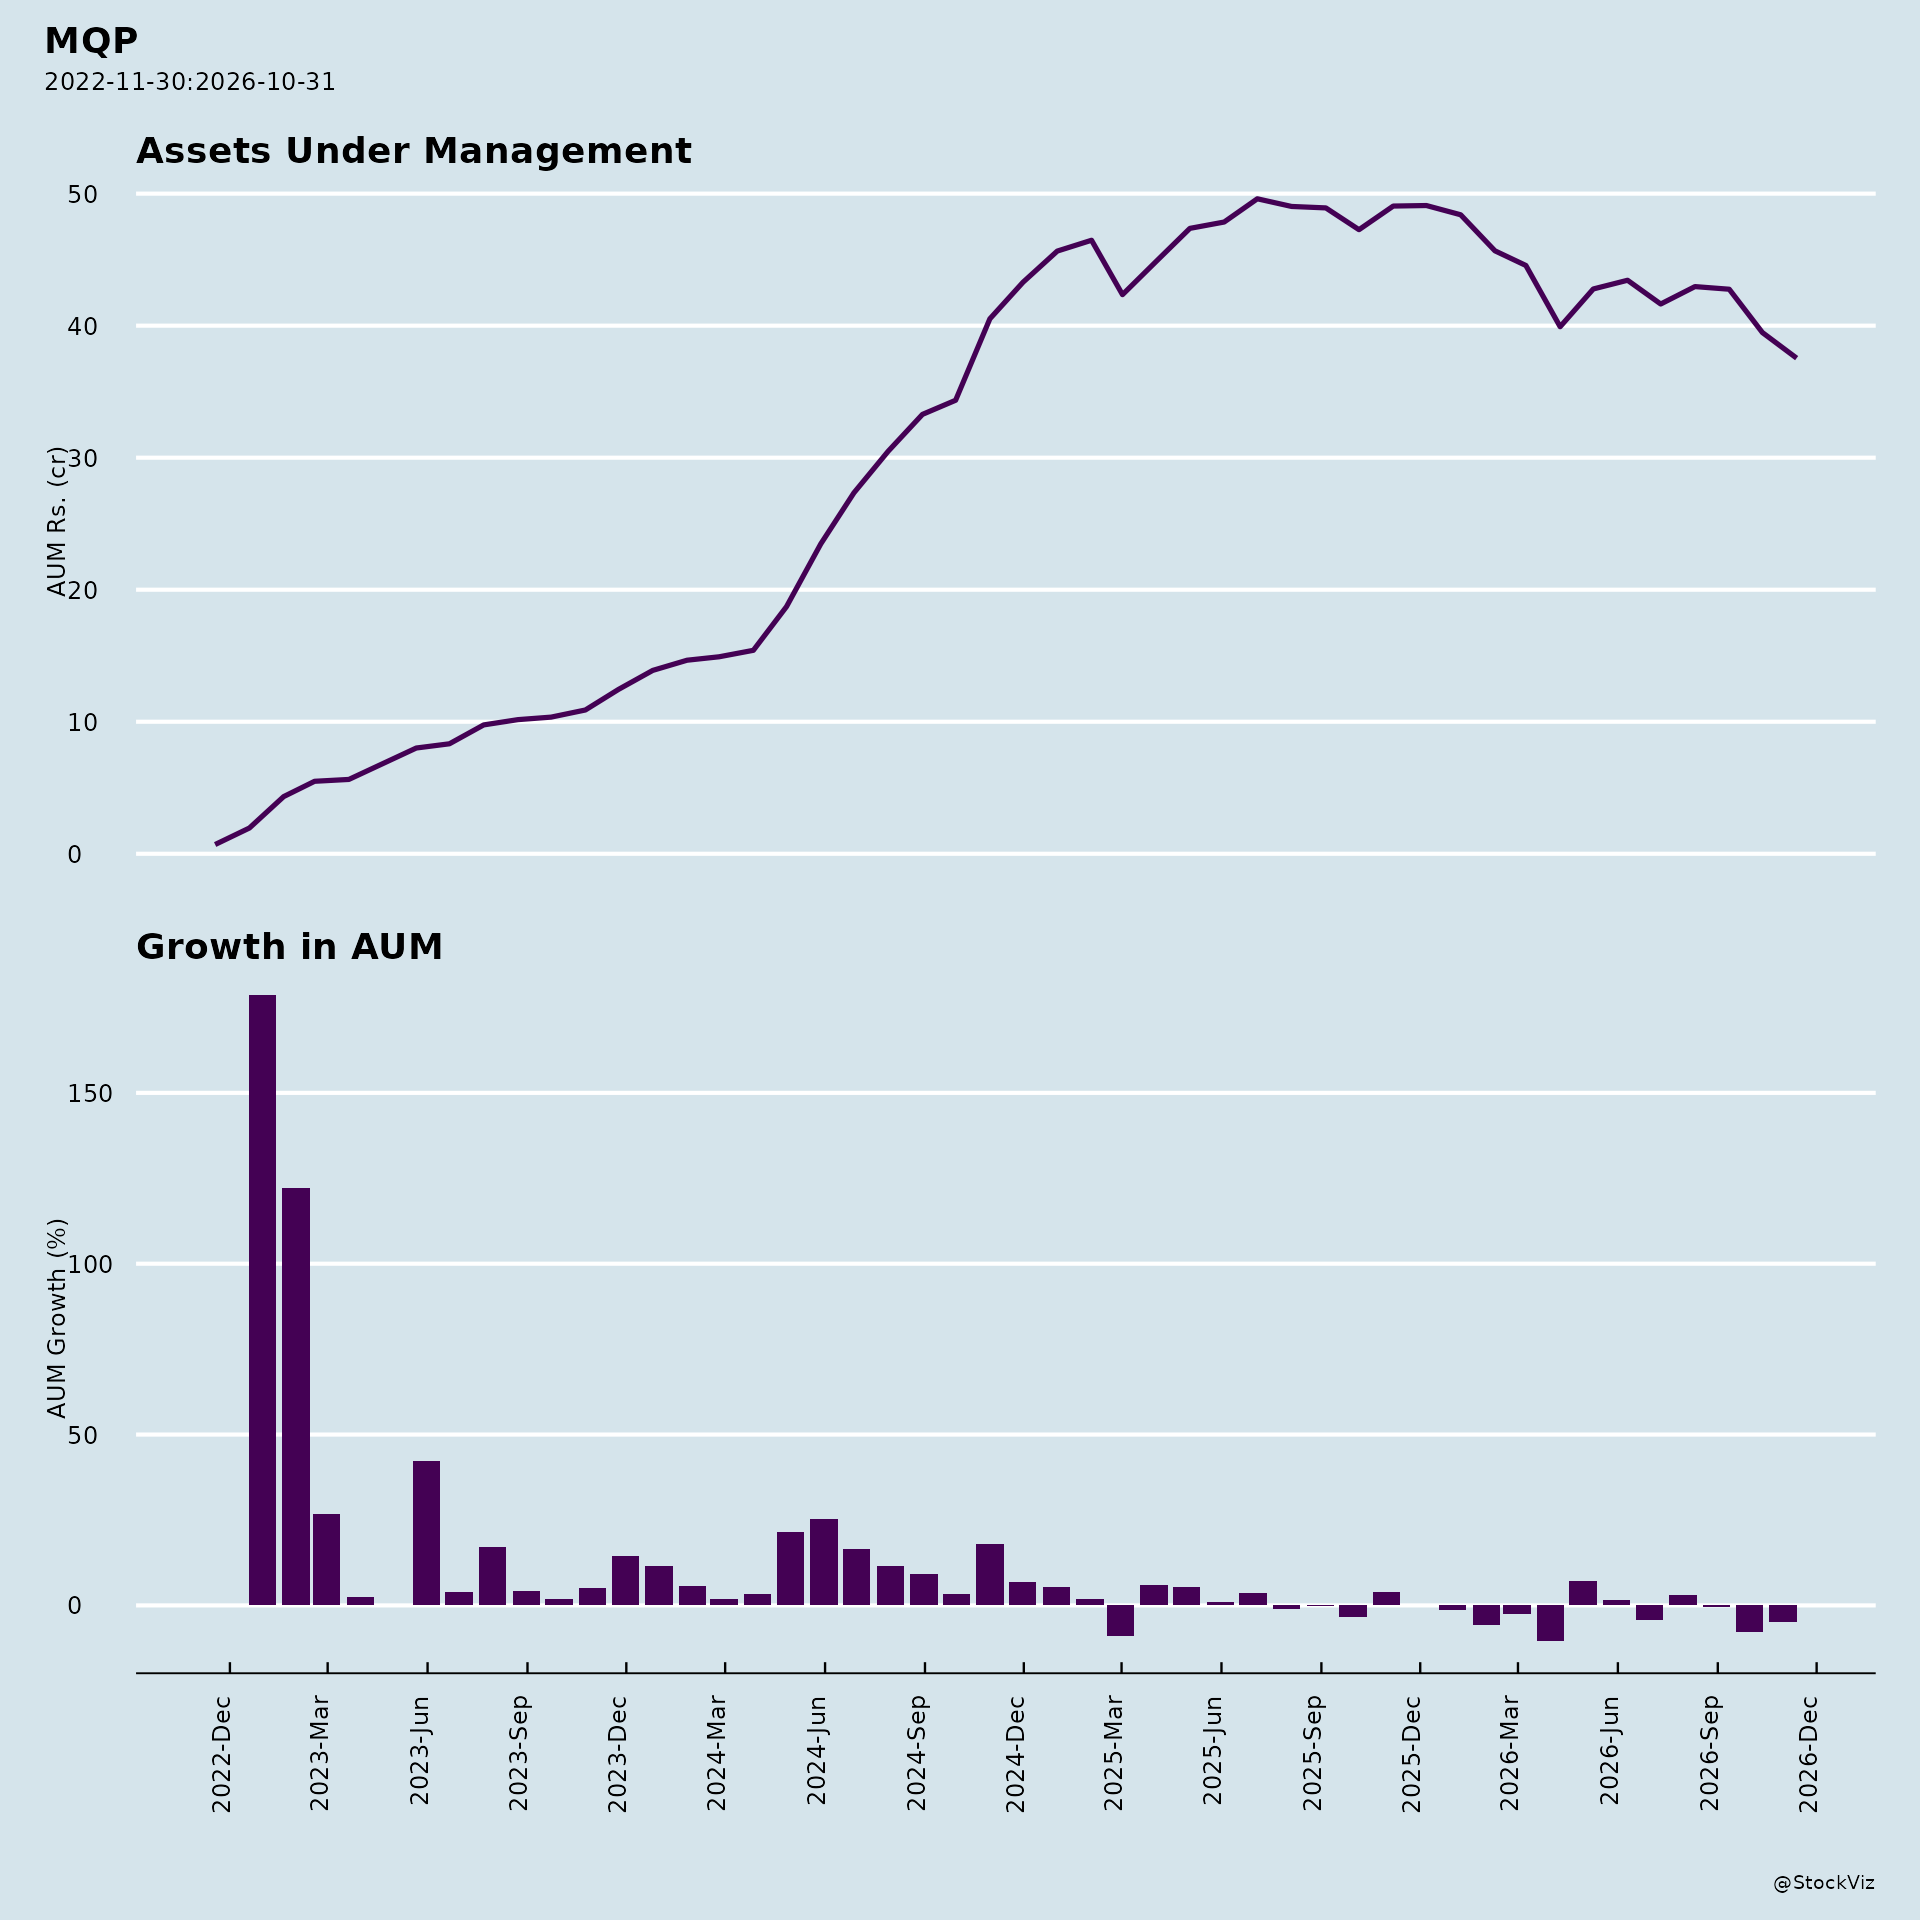 MQP
2022-11-30:2026-10-31
Assets Under Management
50
40
30
20
10
0
AUM Rs. (cr)
Growth in AUM
150
100
50
0
AUM Growth (%)
2022-Dec
2023-Mar
2023-Jun
2023-Sep
2023-Dec
2024-Mar
2024-Jun
2024-Sep
2024-Dec
2025-Mar
2025-Jun
2025-Sep
2025-Dec
2026-Mar
2026-Jun
2026-Sep
2026-Dec
@StockViz